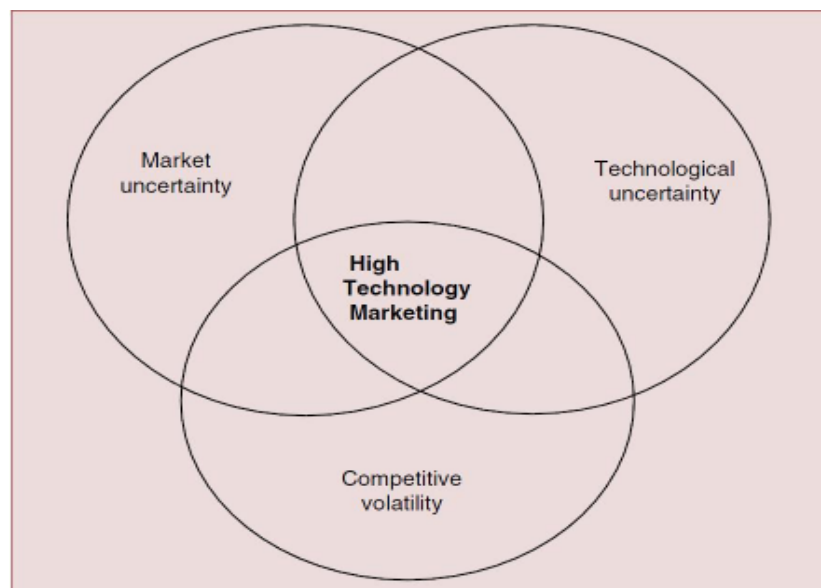 Market
uncertainty
Technological
uncertainty
High
Technology
Marketing
Competitive
volatility